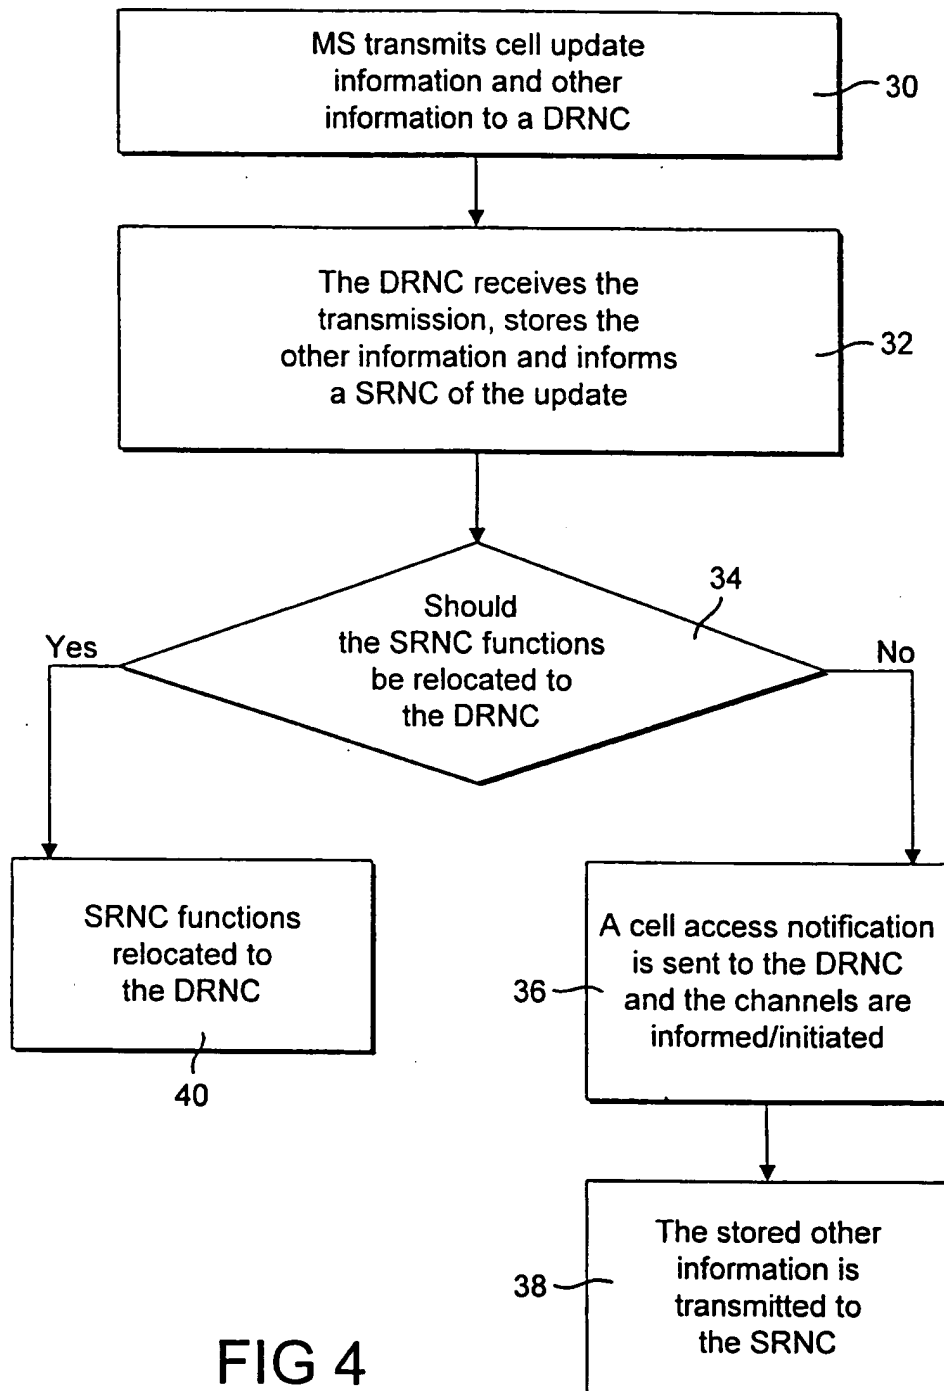 MS transmits cell update
information and other
information to a DRNC
30
The DRNC receives the
transmission, stores the
other information and informs
a SRNC of the update
32
Should
the SRNC functions
be relocated to
the DRNC
34
Yes
No
SRNC functions
relocated to
the DRNC
40
A cell access notification
is sent to the DRNC
and the channels are
informed/initiated
36
The stored other
information is
transmitted to
the SRNC
38
FIG 4